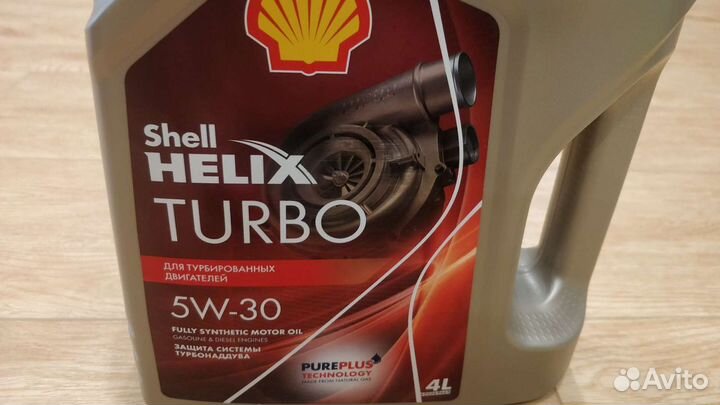 Shell
HELIX
TURBO
ДЛЯ ТУРБИРОВАННЫХ
ДВИГАТЕЛЕЙ
5W-30
FULLY SYNTHETIC MOTOR OIL
GASOLINE & DIESEL ENGINES
ЗАЩИТА СИСТЕМЫ
ТУРБОНАДДУВА
PUREPLUS
TECHNOLOGY
MADE FROM NATURAL GAS
4L
Avito